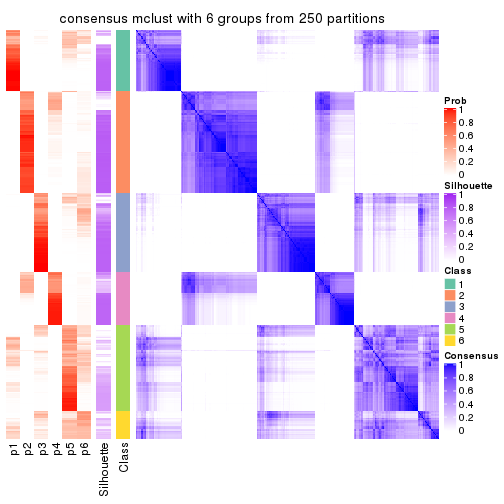 consensus mclust with 6 groups from 250 partitions
Prob
1
0.8
0.6
0.4
0.2
0
Silhouette
1
0.8
0.6
0.4
0.2
0
Class
1
2
3
4
5
6
Consensus
1
0.8
0.6
0.4
0.2
0
p1
p2
p3
p4
p5
p6
Silhouette
Class